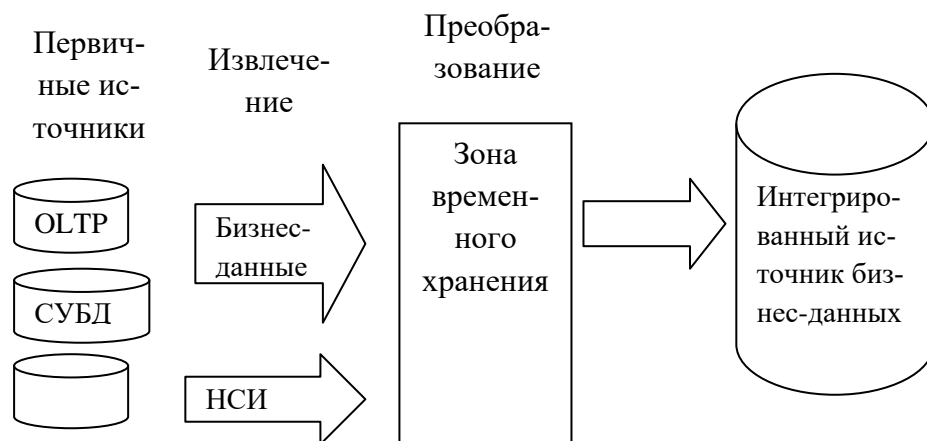 Первич-
ные ис-
точники
Извлече-
ние
Преобра-
зование
OLTP
СУБД
Бизнес-
данные
НСИ
Зона
времен-
ного
хранения
Интегриро-
ванный ис-
точник биз-
нес-данных